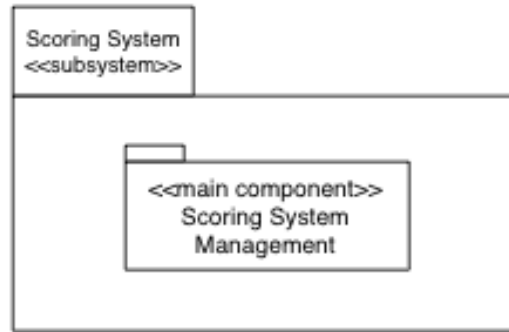 Scoring System
<<subsystem>>
<<main component>>
Scoring System
Management